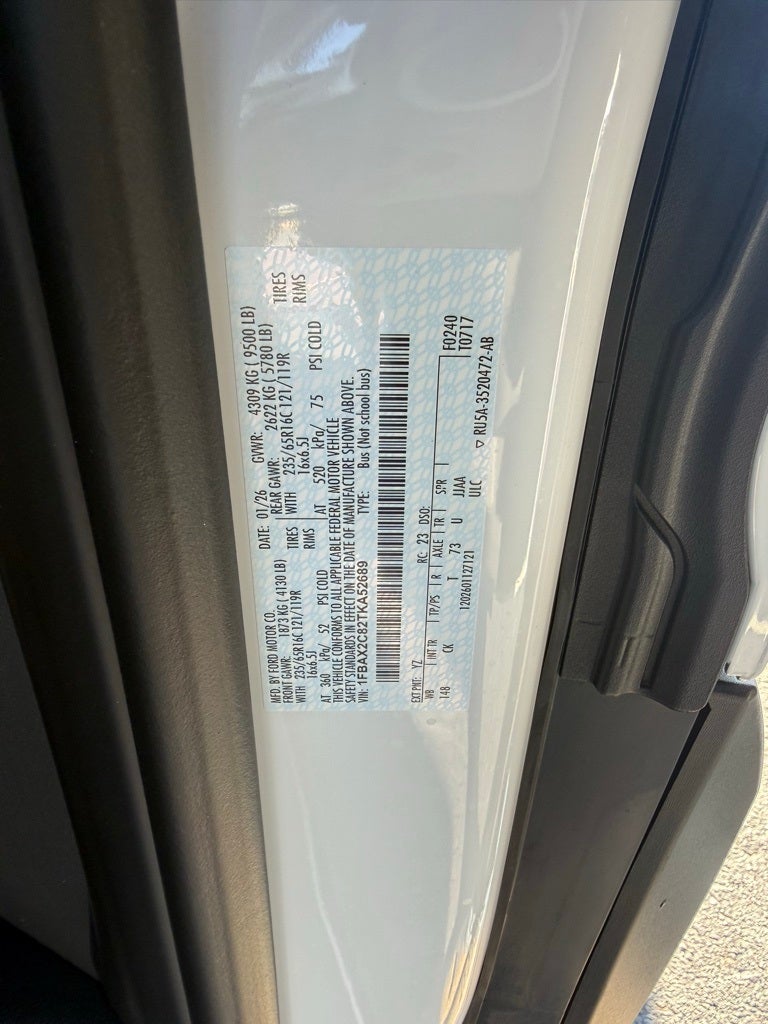 MFD. BY FORD MOTOR CO.
DATE: 01/26 GVWR: 4309 KG ( 9500 LB)
FRONT GAWR: 1873 KG ( 4130 LB) REAR GAWR: 2622 KG ( 5780 LB)
WITH 235/65R16C 121/119R TIRES WITH 235/65R16C 121/119R TIRES
16x6.5J RIMS 16x6.5J RIMS
AT 360 kPa/ 52 PSI COLD AT 520 kPa/ 75 PSI COLD
THIS VEHICLE CONFORMS TO ALL APPLICABLE FEDERAL MOTOR VEHICLE
SAFETY STANDARDS IN EFFECT ON THE DATE OF MANUFACTURE SHOWN ABOVE.
VIN: 1FBAX2C82TKA52689 TYPE: Bus (Not school bus)
EXT PNT: YZ RC: 23 DSO: F0240
WB INT TR TP/PS R AXLE TR SPR T0717
148 CK T 73 U JJAA
1202601127121 ULC
▽ RU5A-3520472-AB